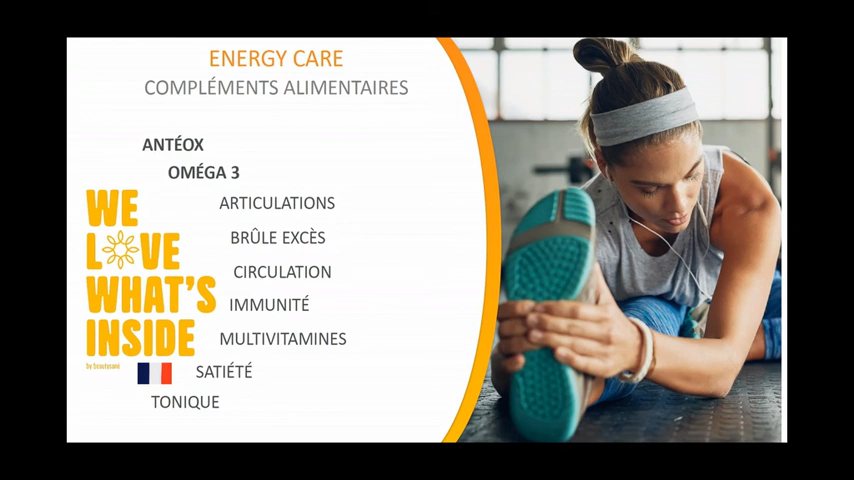 ENERGY CARE
COMPLÉMENTS ALIMENTAIRES
ANTÉOX
OMÉGA 3
ARTICULATIONS
BRÛLE EXCÈS
CIRCULATION
IMMUNITÉ
MULTIVITAMINES
SATIÉTÉ
TONIQUE
WE
LOVE
WHAT'S
INSIDE